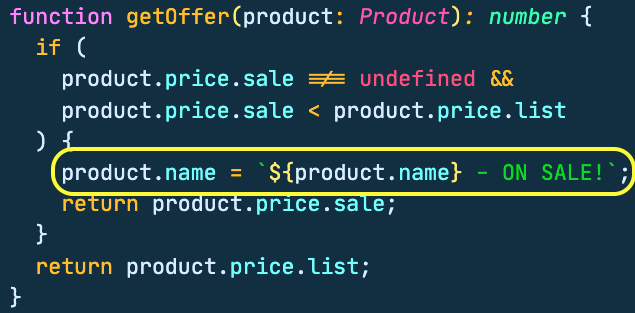 function getOffer(product: Product): number {
  if (
    product.price.sale !== undefined &&
    product.price.sale < product.price.list
  ) {
    product.name = `${product.name} - ON SALE!`;
    return product.price.sale;
  }
  return product.price.list;
}